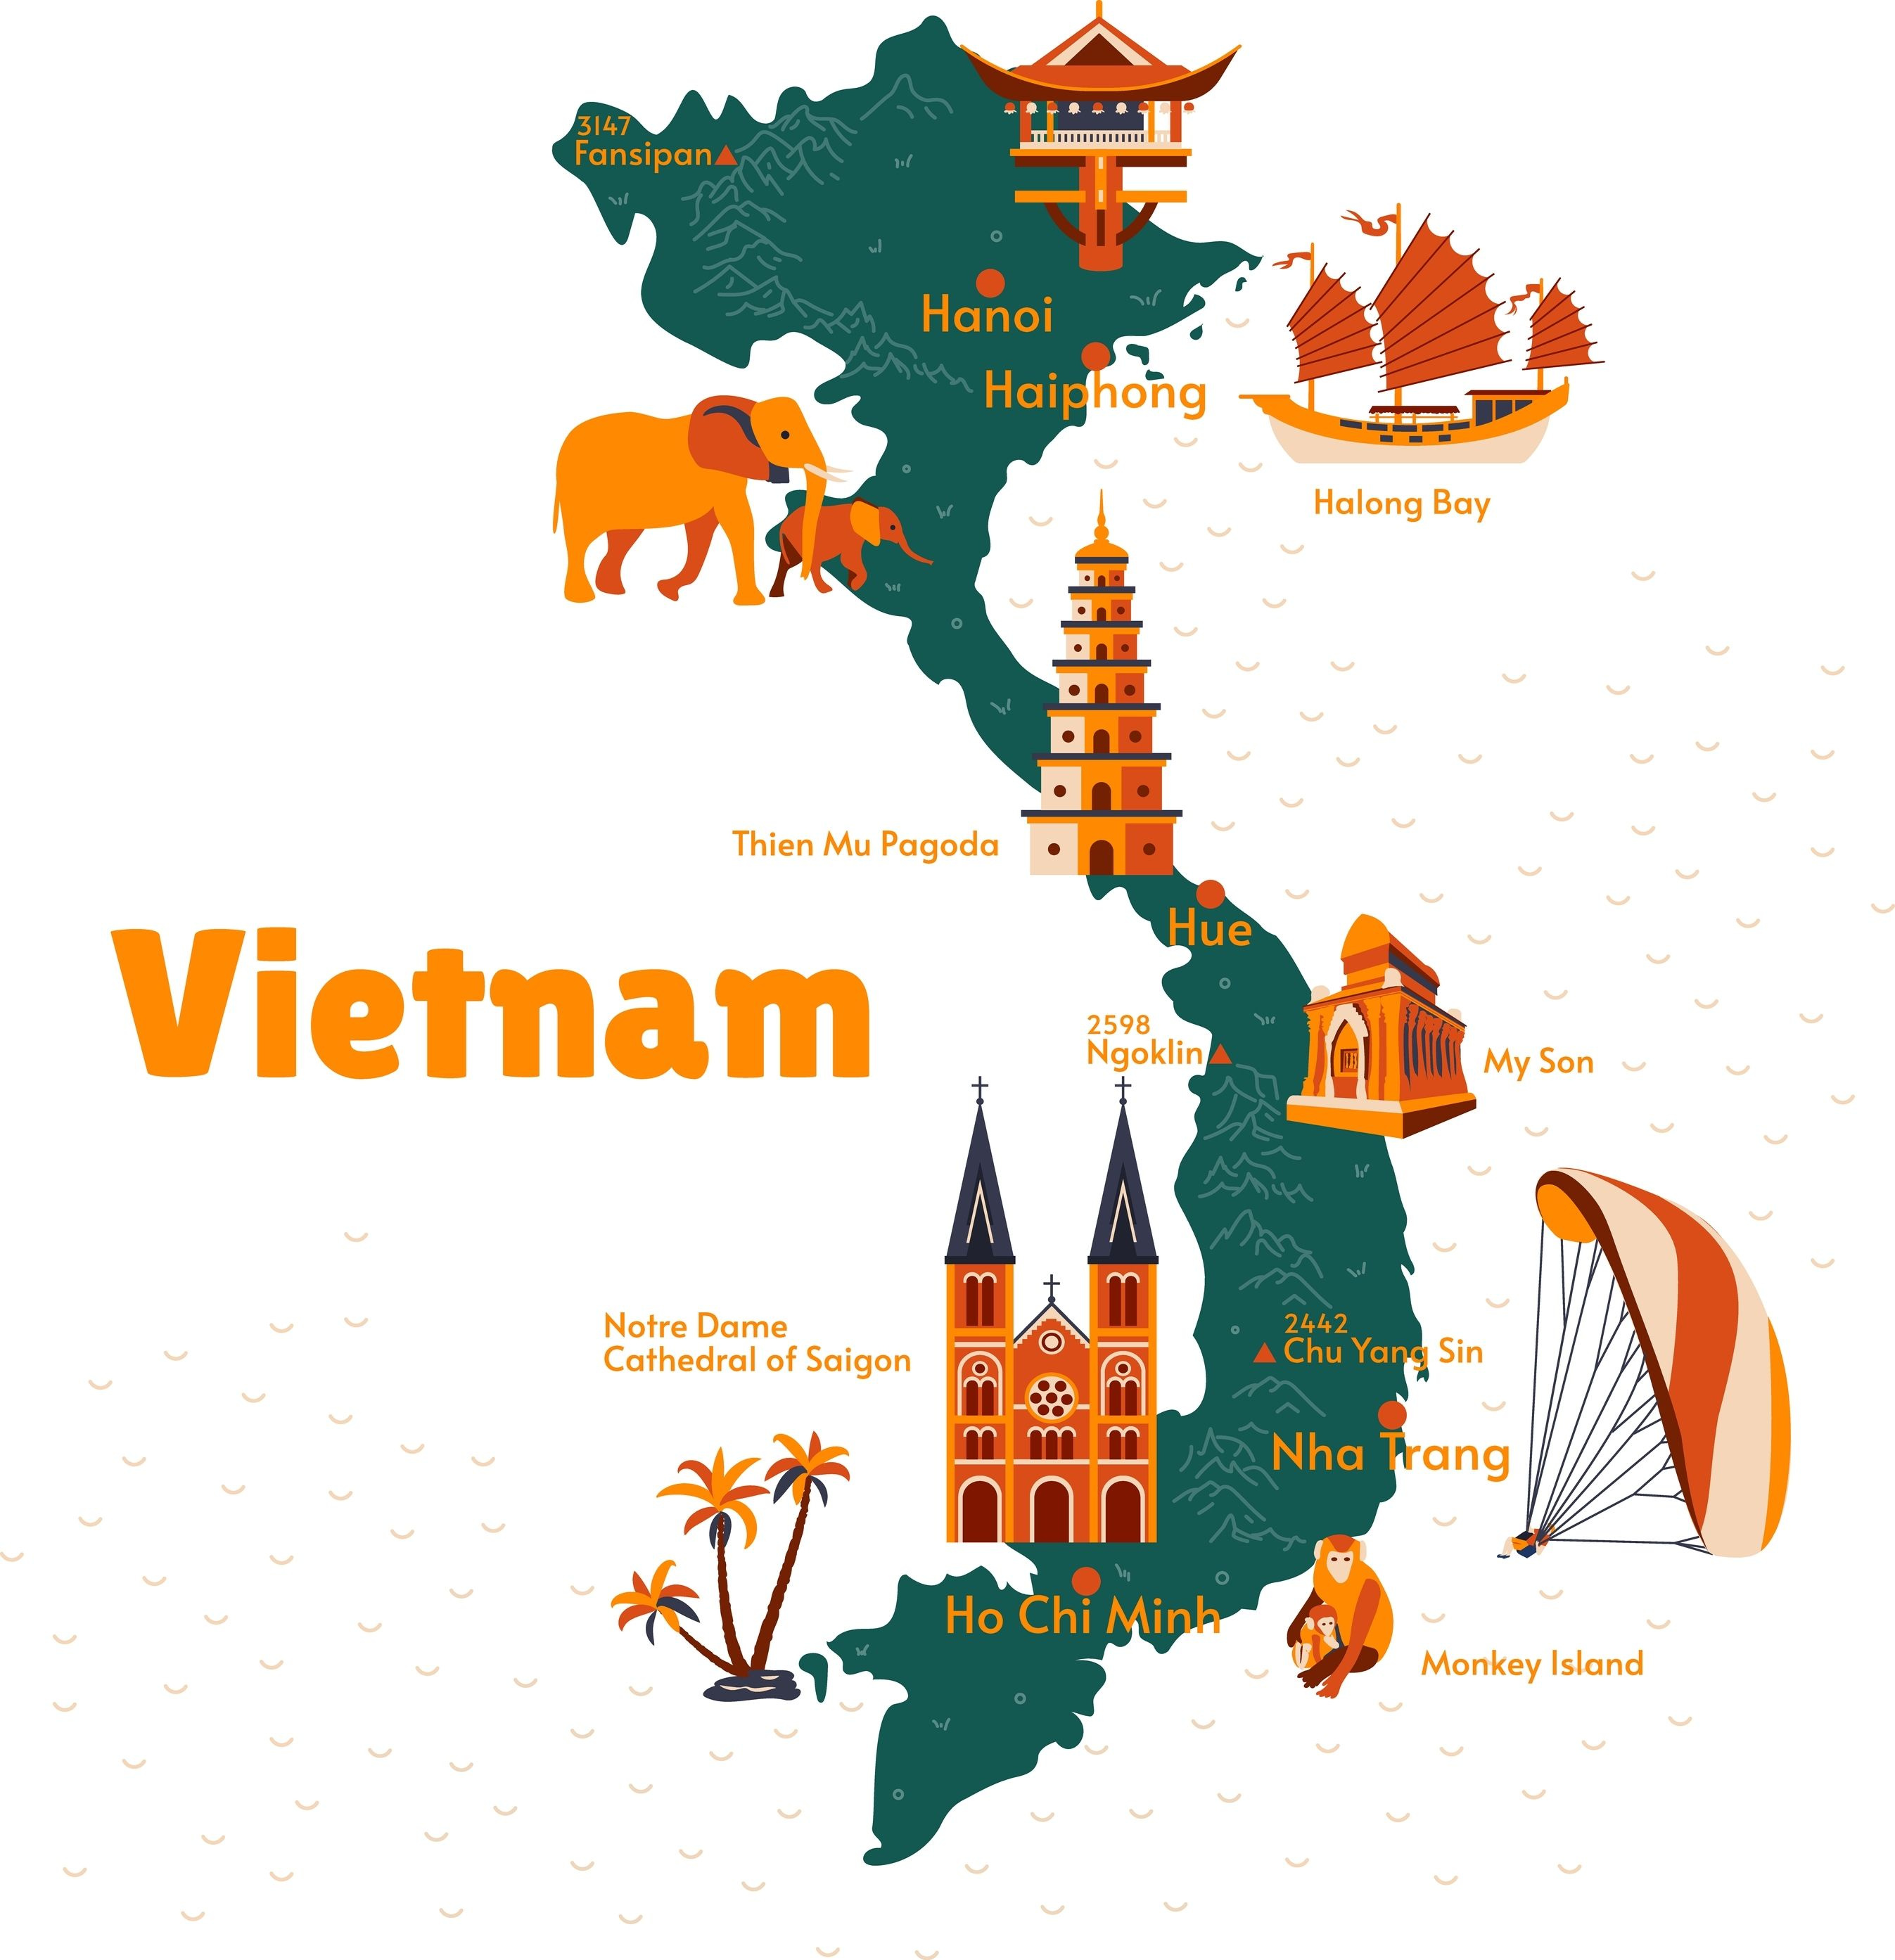 3147
Fansipan
Hanoi
Haiphong
Halong Bay
Thien Mu Pagoda
Hue
Vietnam
2598
Ngoklin
My Son
Notre Dame
Cathedral of Saigon
2442
Chu Yang Sin
Nha Trang
Ho Chi Minh
Monkey Island